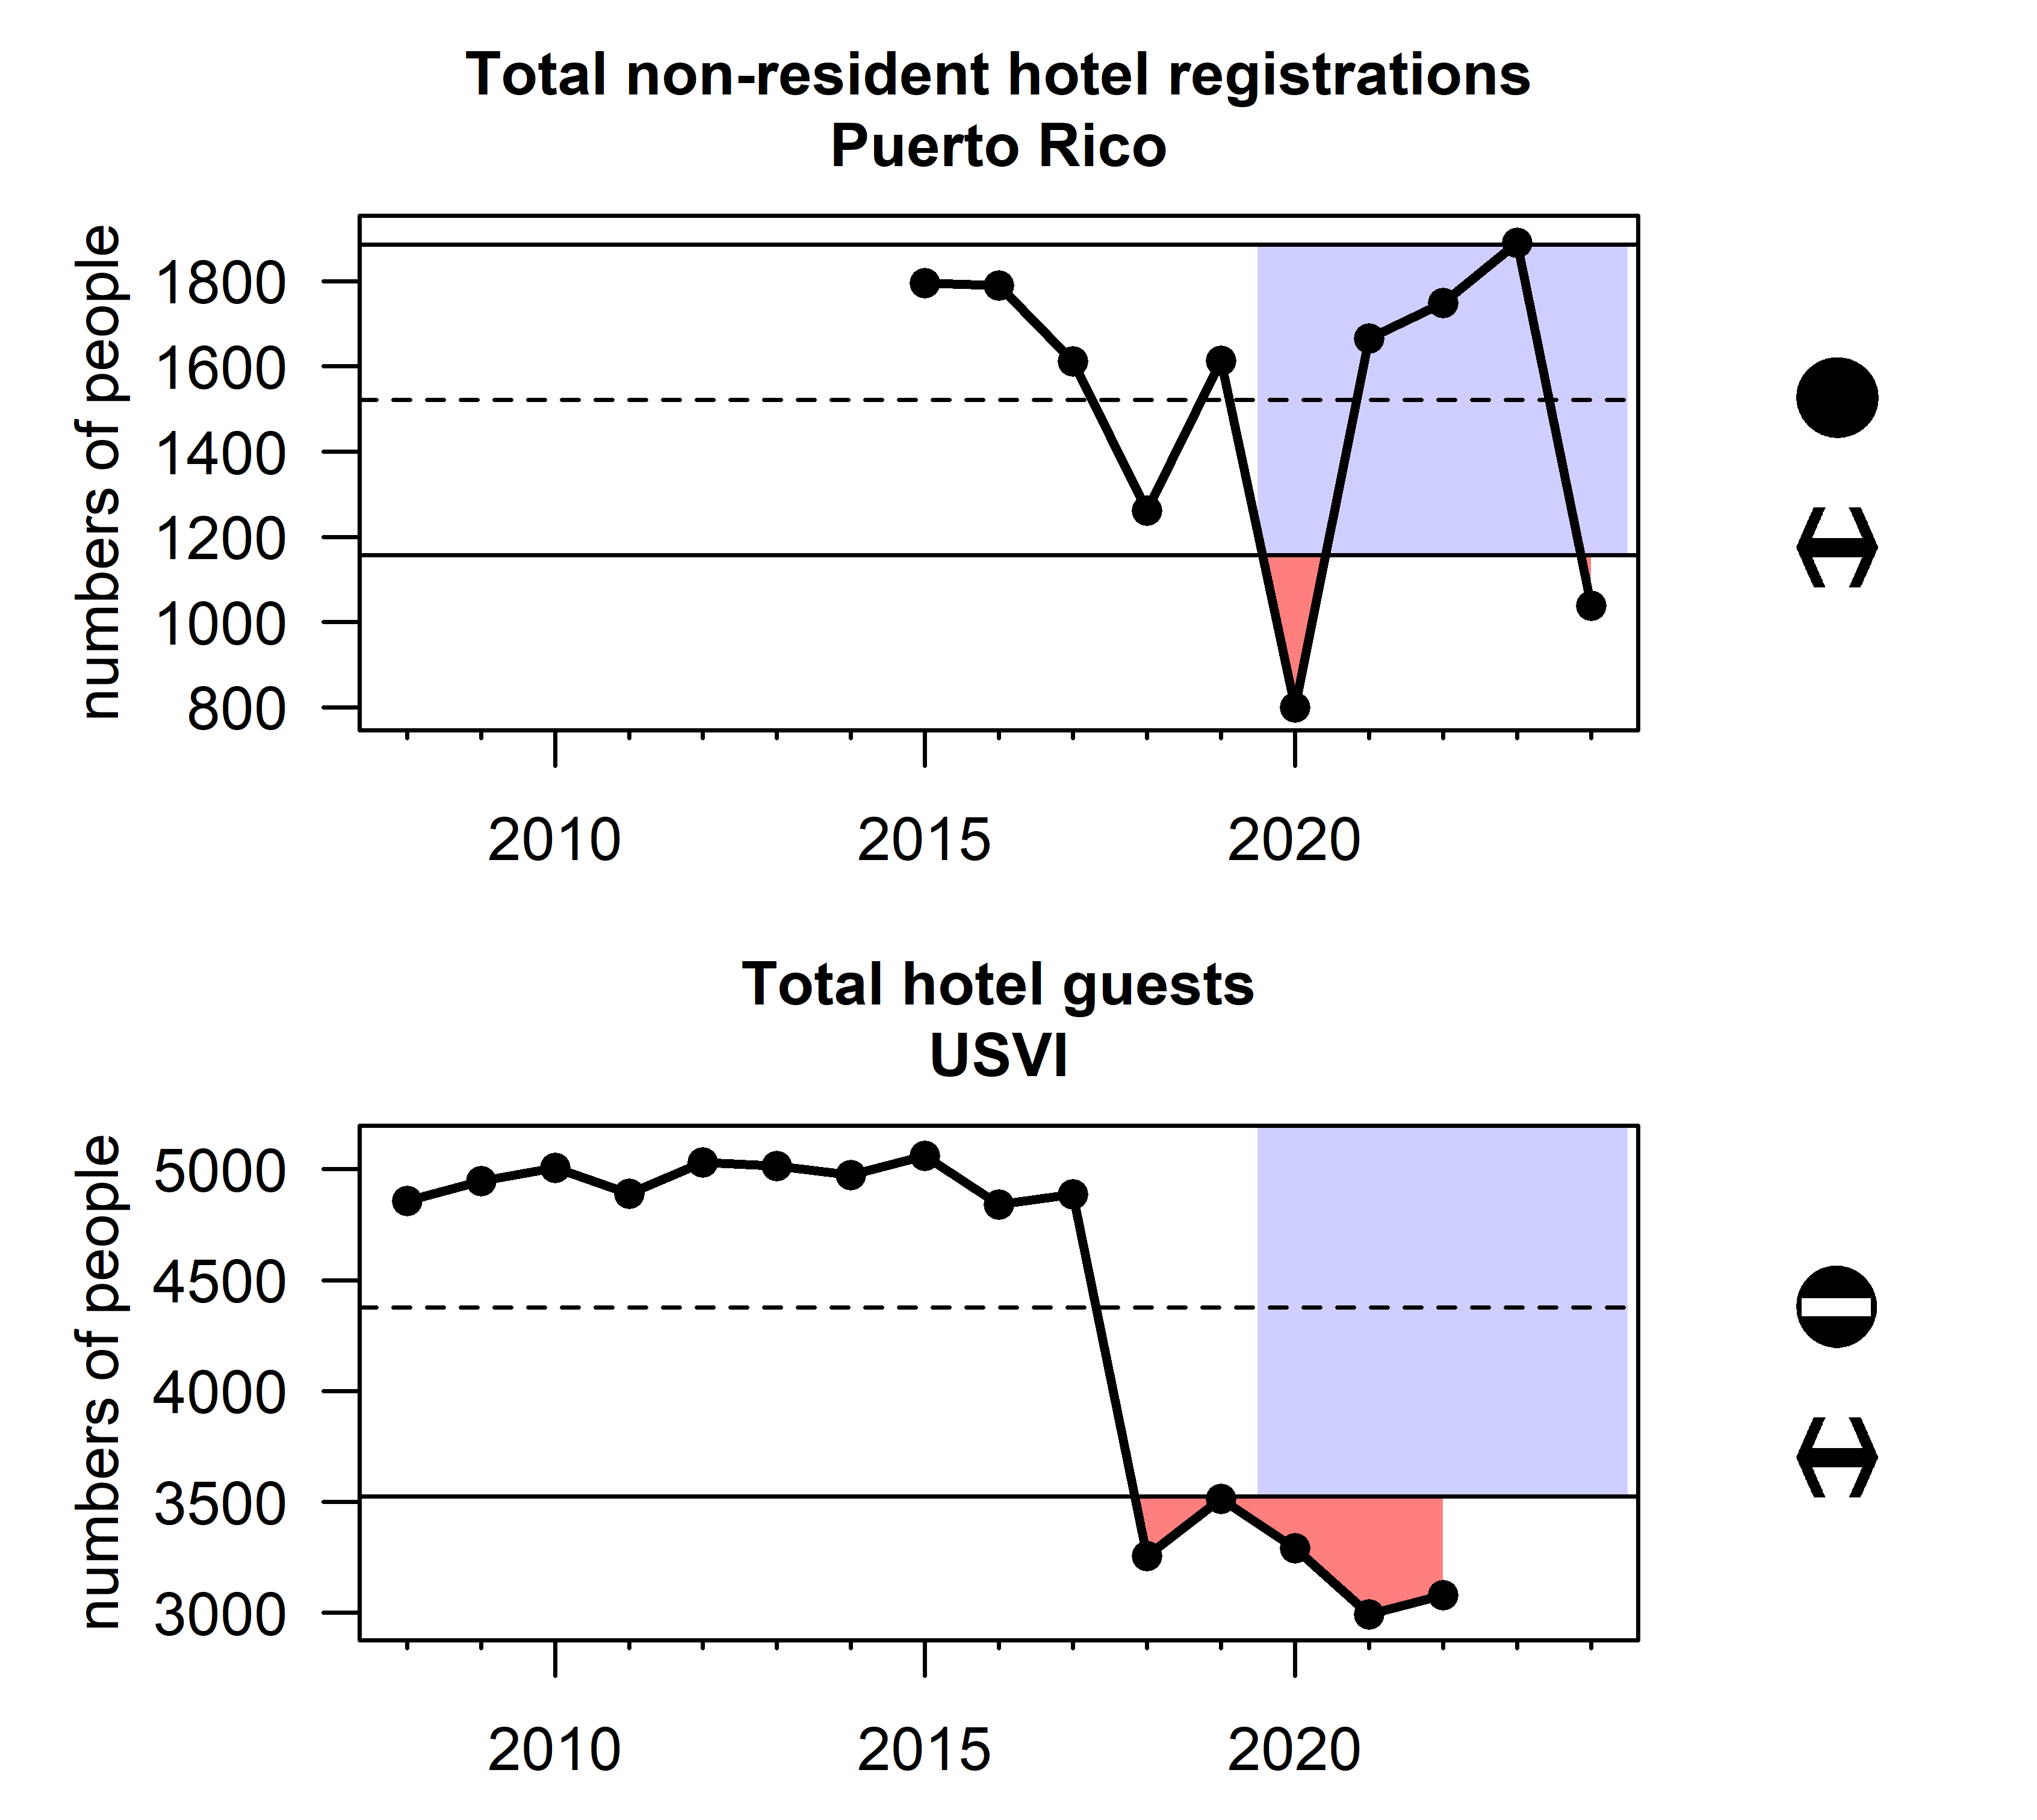 Total non-resident hotel registrations
Puerto Rico
numbers of people
1800
1600
1400
1200
1000
800
2010 2015 2020
Total hotel guests
USVI
numbers of people
5000
4500
4000
3500
3000
2010 2015 2020